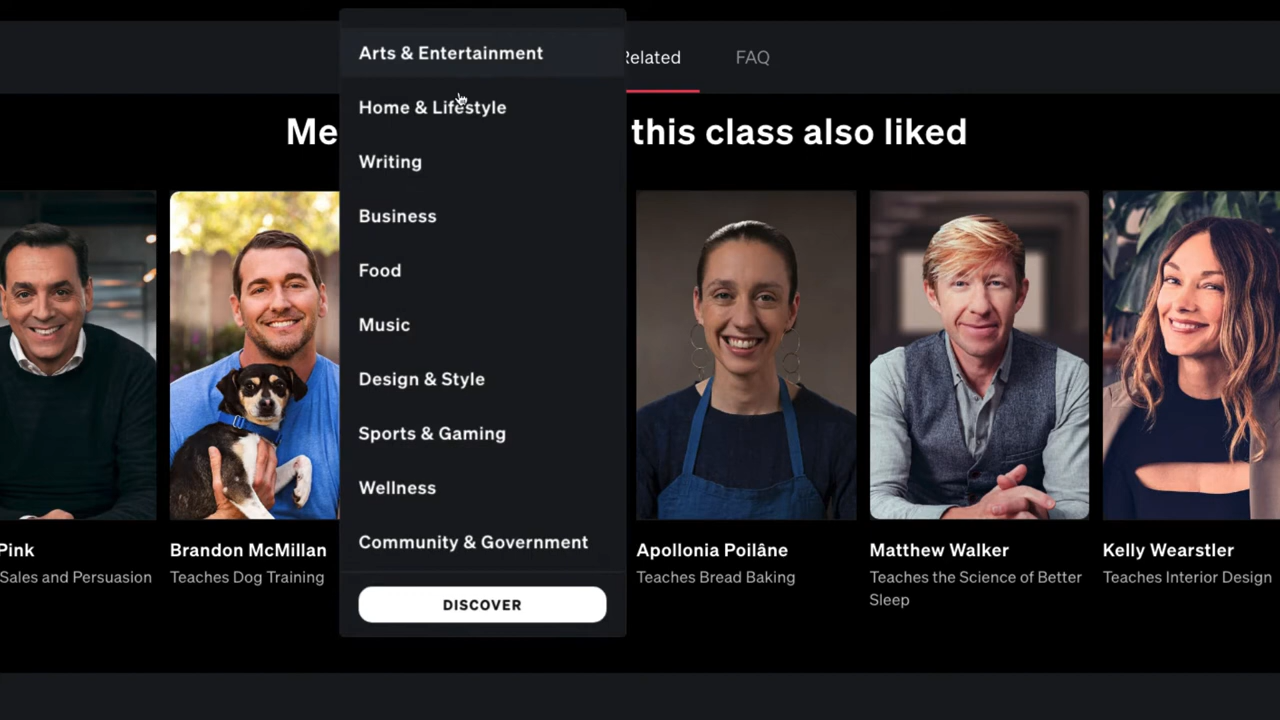 Arts & Entertainment
Home & Lifestyle
Writing
Business
Food
Music
Design & Style
Sports & Gaming
Wellness
Community & Government
DISCOVER
Related FAQ
Me this class also liked
Pink
Sales and Persuasion
Brandon McMillan
Teaches Dog Training
Apollonia Poilâne
Teaches Bread Baking
Matthew Walker
Teaches the Science of Better
Sleep
Kelly Wearstler
Teaches Interior Design